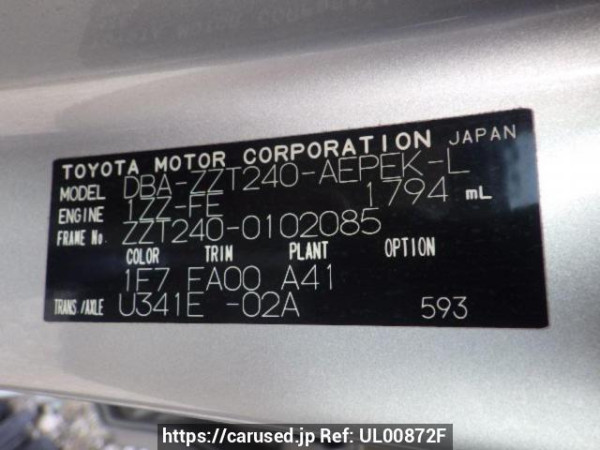 TOYOTA MOTOR CORPORATION JAPAN
MODEL DBA-ZZT240-AEPEK-L
ENGINE 1ZZ-FE 1794 mL
FRAME No. ZZT240-0102085
COLOR TRIM PLANT OPTION
1E7 FA00 A41
TRANS./AXLE U341E -02A 593
https://carused.jp Ref: UL00872F